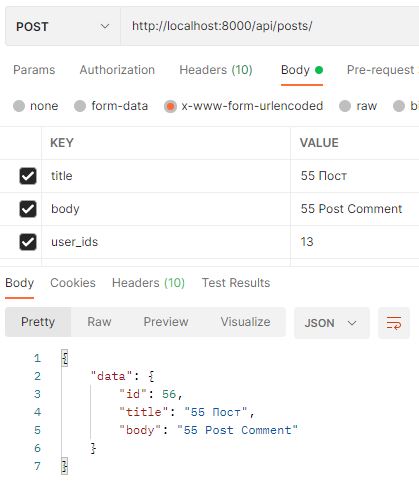 POST http://localhost:8000/api/posts/
Params Authorization Headers (10) Body Pre-request
none form-data x-www-form-urlencoded raw
KEY VALUE
title 55 Пост
body 55 Post Comment
user_ids 13
Body Cookies Headers (10) Test Results
Pretty Raw Preview Visualize JSON
1 {
2 "data": {
3 "id": 56,
4 "title": "55 Пост",
5 "body": "55 Post Comment"
6 }
7 }